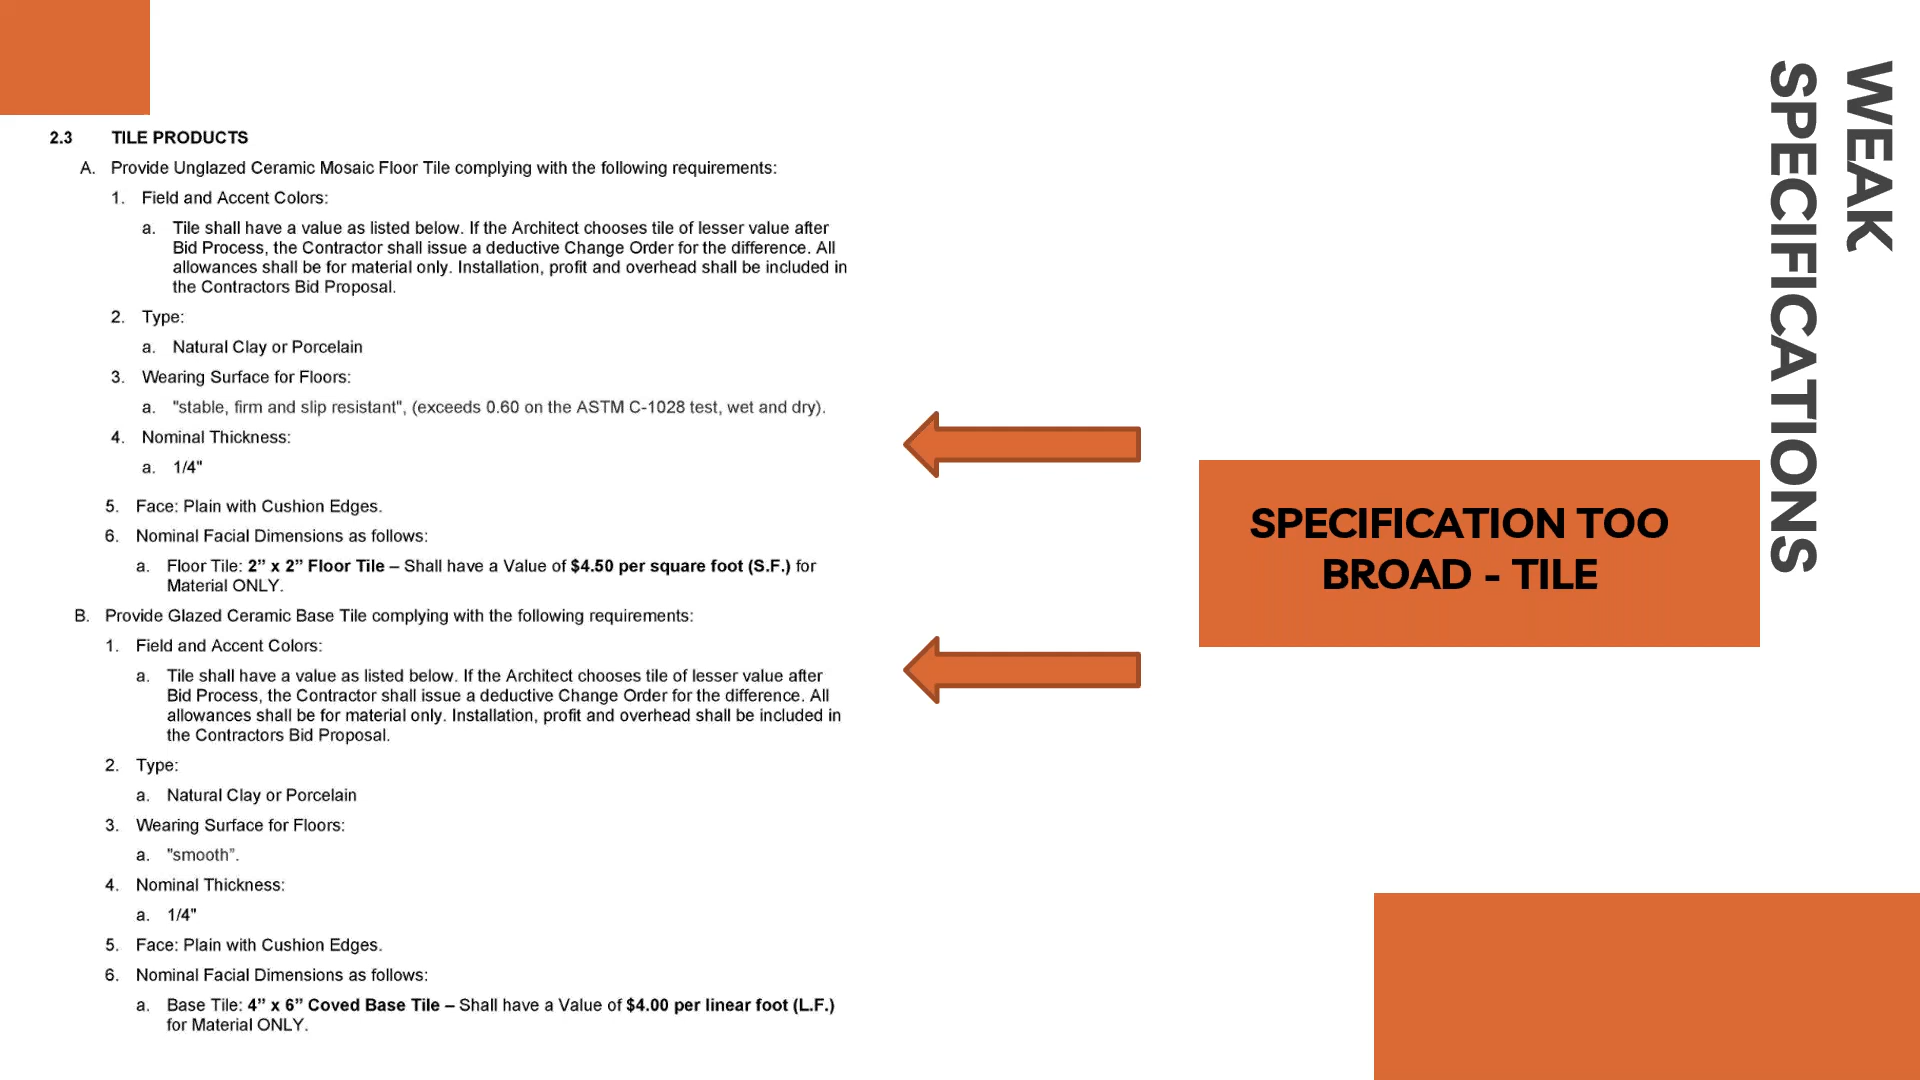 2.3 TILE PRODUCTS
A. Provide Unglazed Ceramic Mosaic Floor Tile complying with the following requirements:
1. Field and Accent Colors:
a. Tile shall have a value as listed below. If the Architect chooses tile of lesser value after
Bid Process, the Contractor shall issue a deductive Change Order for the difference. All
allowances shall be for material only. Installation, profit and overhead shall be included in
the Contractors Bid Proposal.
2. Type:
a. Natural Clay or Porcelain
3. Wearing Surface for Floors:
a. "stable, firm and slip resistant", (exceeds 0.60 on the ASTM C-1028 test, wet and dry).
4. Nominal Thickness:
a. 1/4"
5. Face: Plain with Cushion Edges.
6. Nominal Facial Dimensions as follows:
a. Floor Tile: 2” x 2” Floor Tile – Shall have a Value of $4.50 per square foot (S.F.) for
Material ONLY.
B. Provide Glazed Ceramic Base Tile complying with the following requirements:
1. Field and Accent Colors:
a. Tile shall have a value as listed below. If the Architect chooses tile of lesser value after
Bid Process, the Contractor shall issue a deductive Change Order for the difference. All
allowances shall be for material only. Installation, profit and overhead shall be included in
the Contractors Bid Proposal.
2. Type:
a. Natural Clay or Porcelain
3. Wearing Surface for Floors:
a. "smooth”.
4. Nominal Thickness:
a. 1/4"
5. Face: Plain with Cushion Edges.
6. Nominal Facial Dimensions as follows:
a. Base Tile: 4” x 6” Coved Base Tile – Shall have a Value of $4.00 per linear foot (L.F.)
for Material ONLY.
SPECIFICATION TOO
BROAD - TILE
WEAK
SPECIFICATIONS